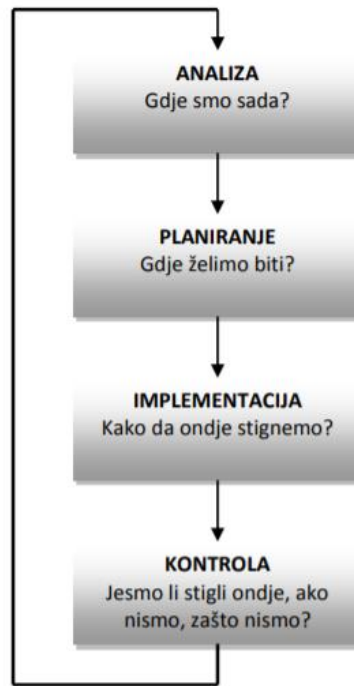 ANALIZA
Gdje smo sada?
PLANIRANJE
Gdje želimo biti?
IMPLEMENTACIJA
Kako da ondje stignemo?
KONTROLA
Jesmo li stigli ondje, ako
nismo, zašto nismo?